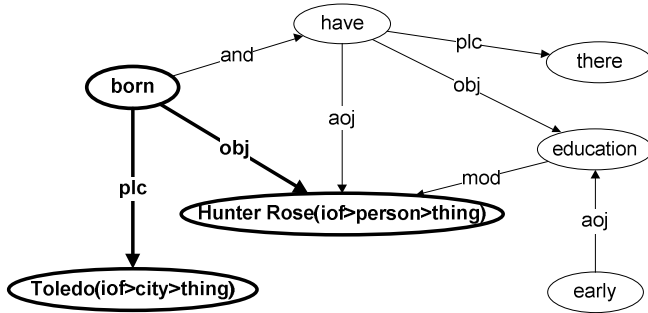 have
and
plc
there
born
obj
aoj
obj
education
plc
mod
Hunter Rose(iof>person>thing)
aoj
Toledo(iof>city>thing)
early